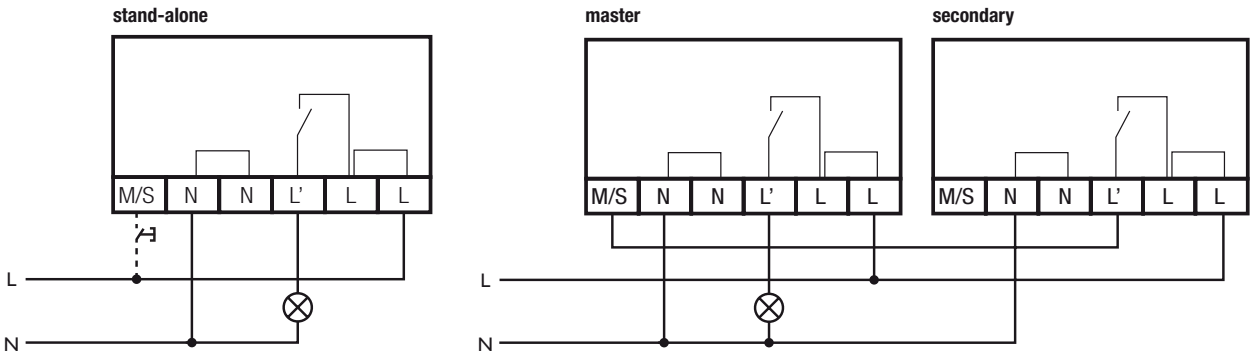 stand-alone
M/S N N L’ L L
L
N
master
M/S N N L’ L L
secondary
M/S N N L’ L L
L
N